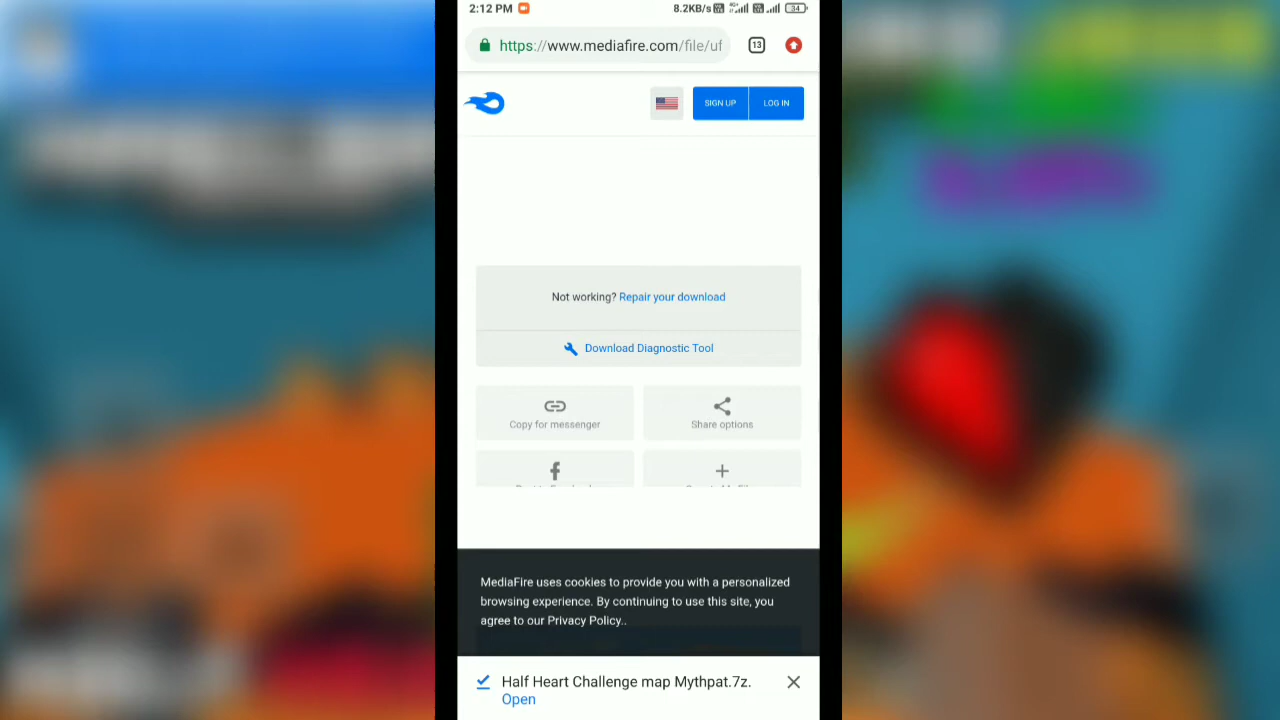 2:12 PM 8.2KB/s 34
https://www.mediafire.com/file/uf 13
SIGN UP LOG IN
Not working? Repair your download
Download Diagnostic Tool
Copy for messenger Share options
MediaFire uses cookies to provide you with a personalized
browsing experience. By continuing to use this site, you
agree to our Privacy Policy..
Half Heart Challenge map Mythpat.7z.
Open